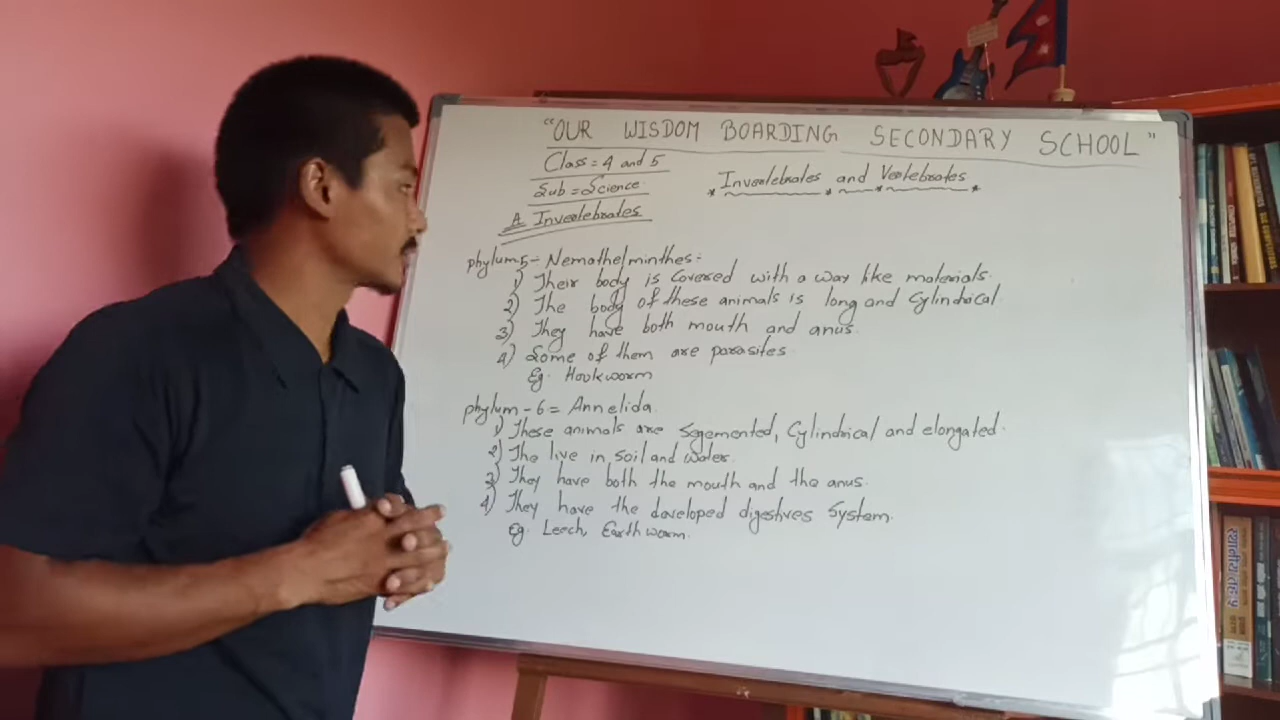 "OUR WISDOM BOARDING SECONDARY SCHOOL"
Class = 4 and 5
Sub = Science
Invertebrates and Vertebrates
A Invertebrates
phylum 5 - Nemathelminthes :-
1) Their body is covered with a wax like materials.
2) The body of these animals is long and cylindrical
3) They have both mouth and anus.
4) Some of them are parasites.
Eg. Hookworm
phylum - 6 = Annelida.
1) These animals are segemented, cylindrical and elongated.
2) The live in soil and water.
3) They have both the mouth and the anus.
4) They have the daveloped digestives system.
Eg. Leech, Earthworm.